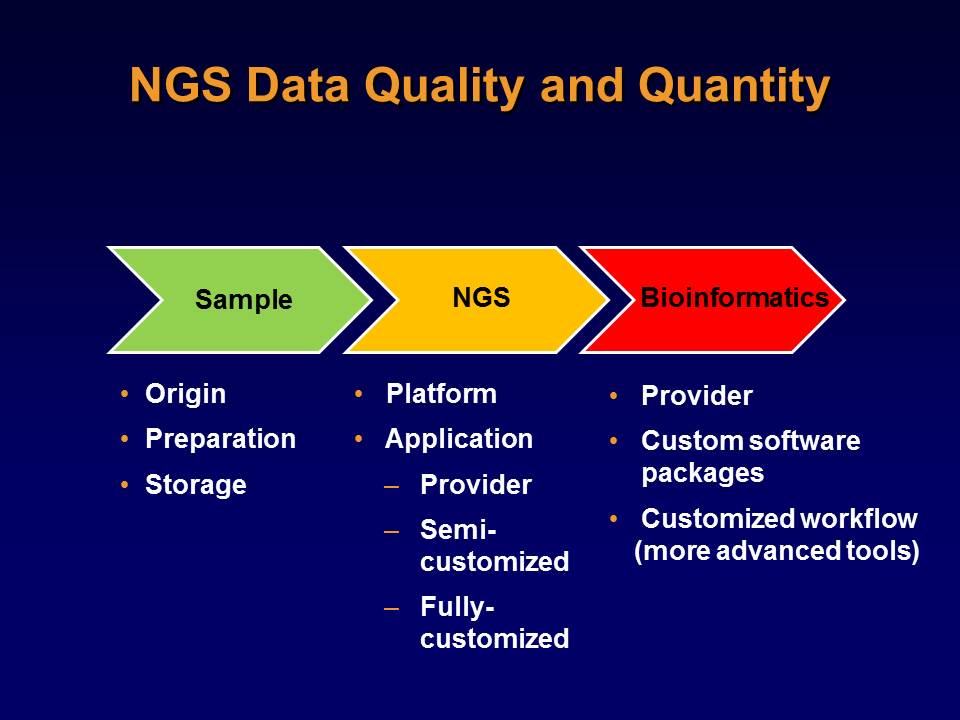 NGS Data Quality and Quantity
Sample
NGS
Bioinformatics
• Origin
• Preparation
• Storage
• Platform
• Application
– Provider
– Semi-
customized
– Fully-
customized
• Provider
• Custom software
packages
• Customized workflow
(more advanced tools)